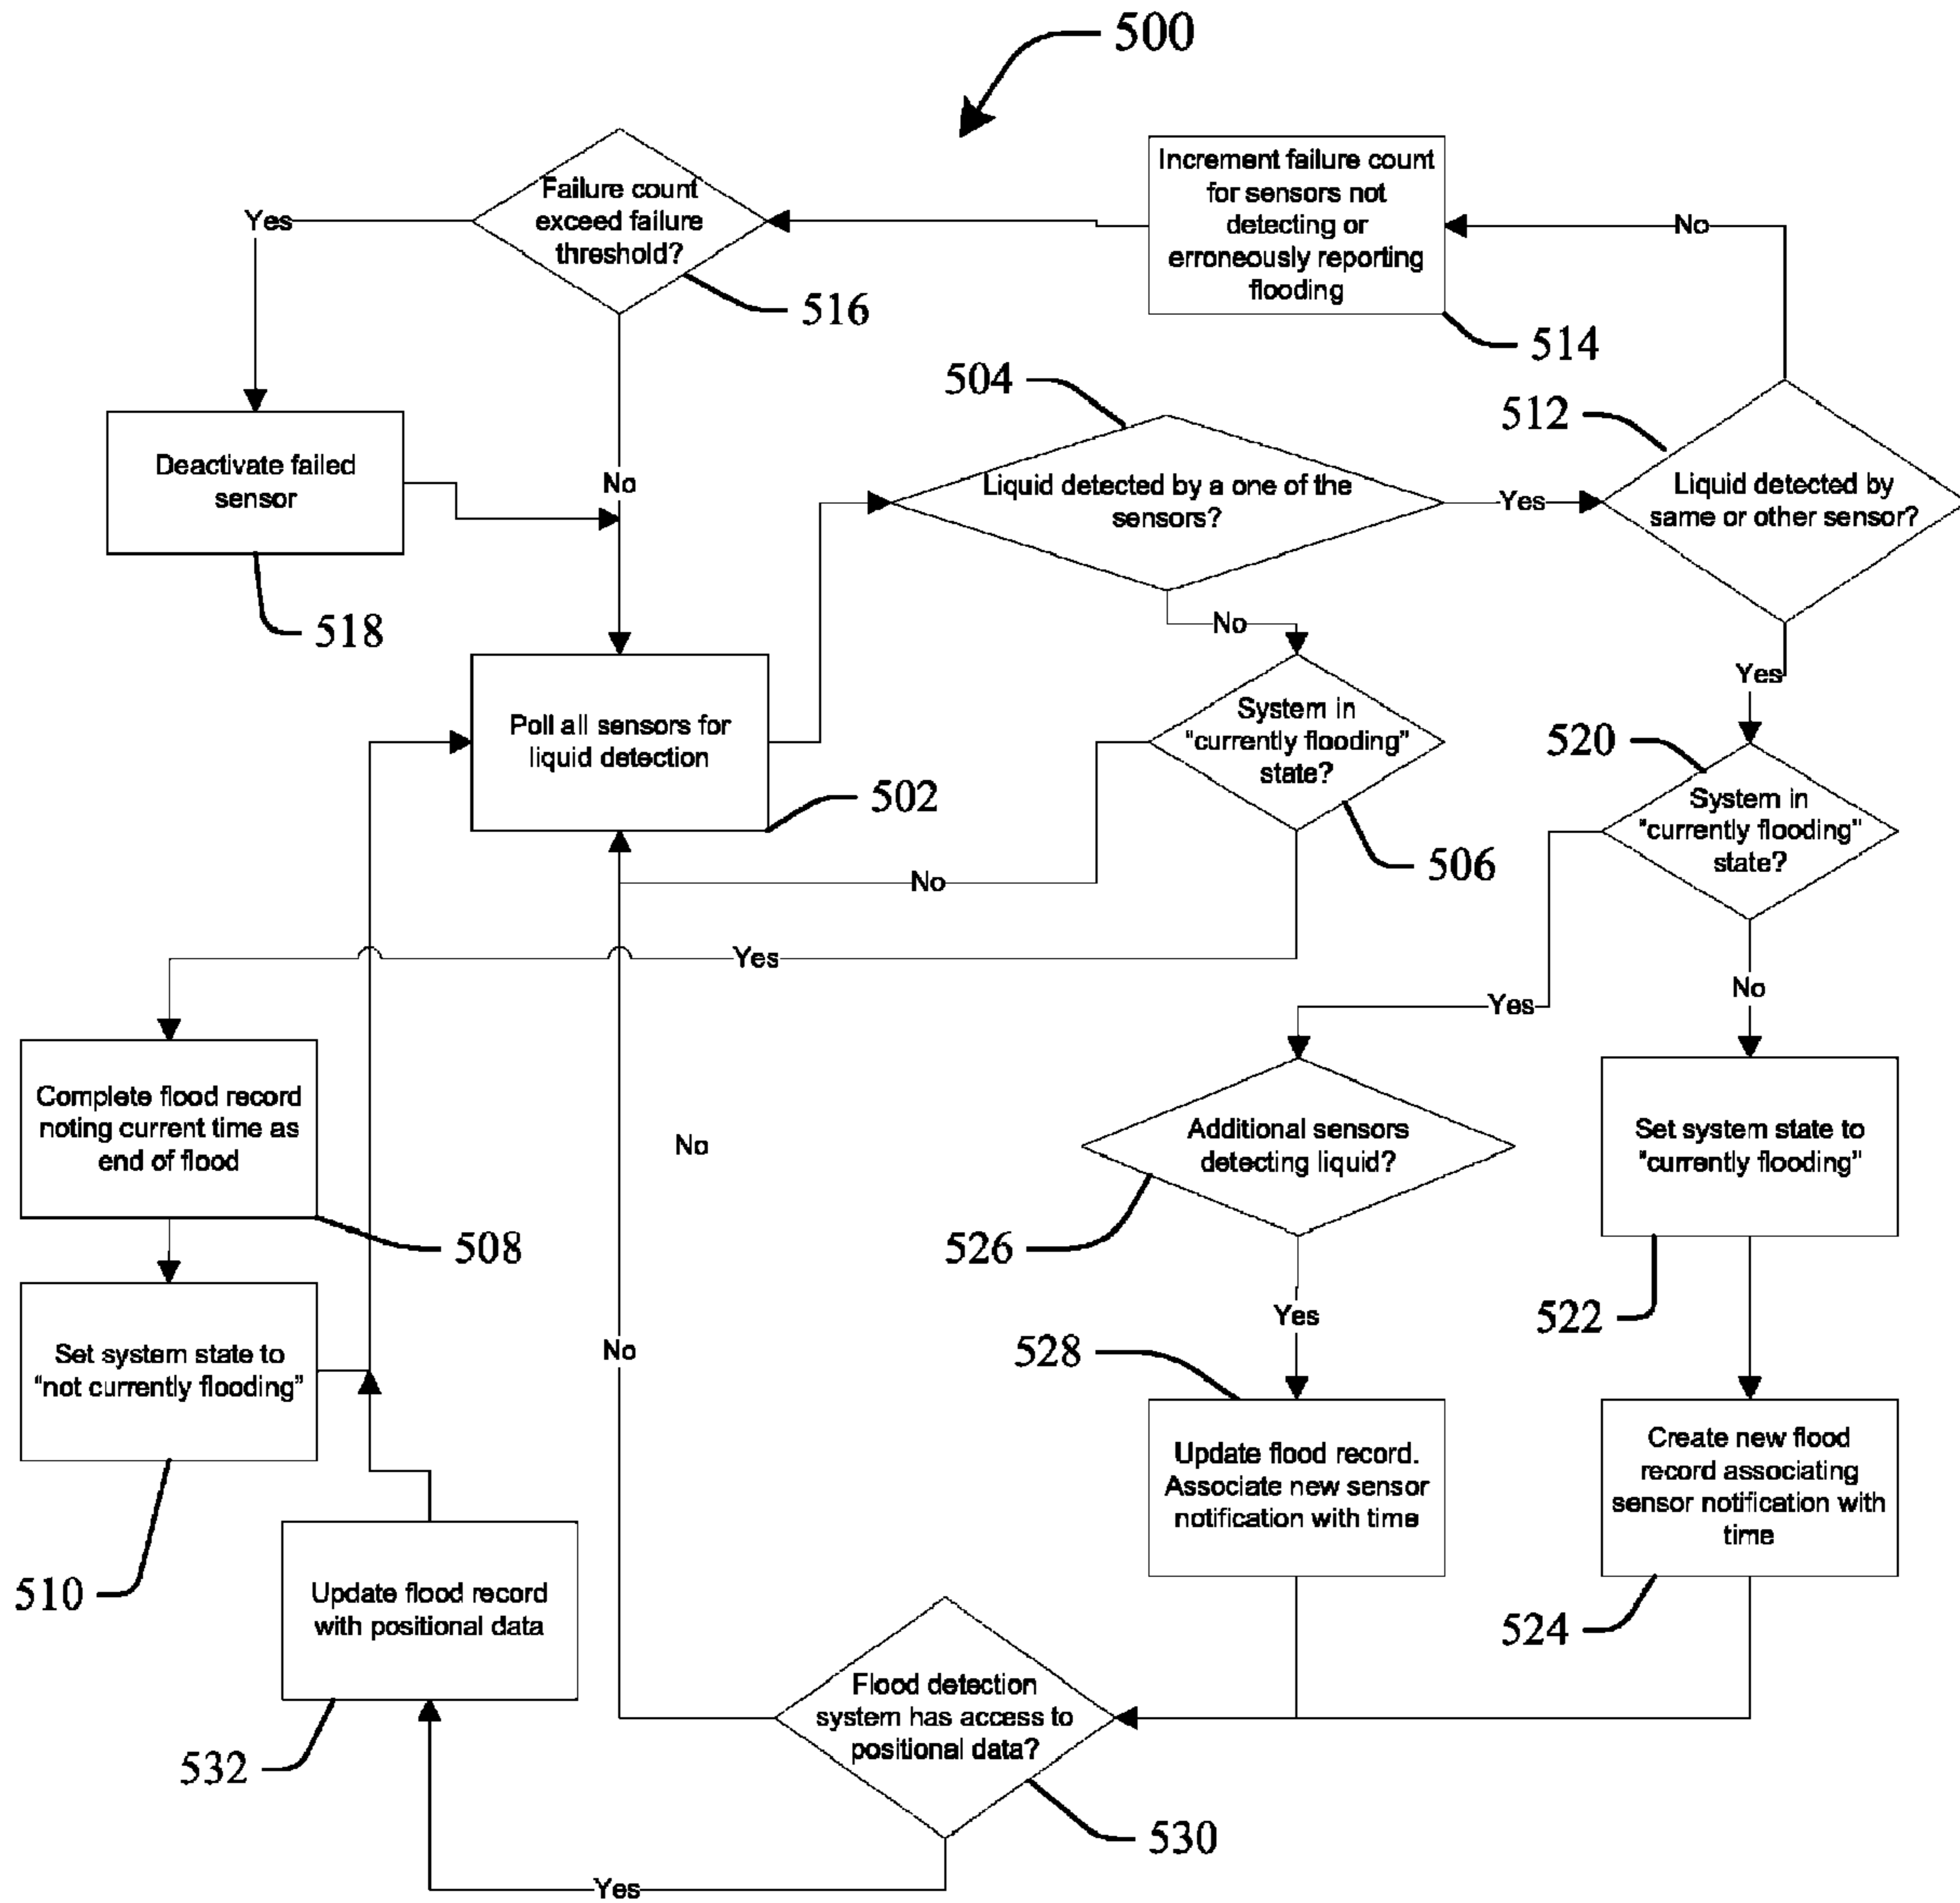 500
Failure count
exceed failure
threshold?
516
Yes
No
Increment failure count
for sensors not
detecting or
erroneously reporting
flooding
514
No
Deactivate failed
sensor
518
504
Liquid detected by a one of the
sensors?
Yes
No
512
Liquid detected by
same or other sensor?
Yes
Poll all sensors for
liquid detection
502
System in
“currently flooding”
state?
506
No
Yes
520
System in
"currently flooding"
state?
Yes
No
Complete flood record
noting current time as
end of flood
508
No
Additional sensors
detecting liquid?
526
Yes
Set system state to
"currently flooding"
522
Set system state to
“not currently flooding”
510
No
528
Update flood record.
Associate new sensor
notification with time
Create new flood
record associating
sensor notification with
time
524
Update flood record
with positional data
532
Flood detection
system has access to
positional data?
530
Yes